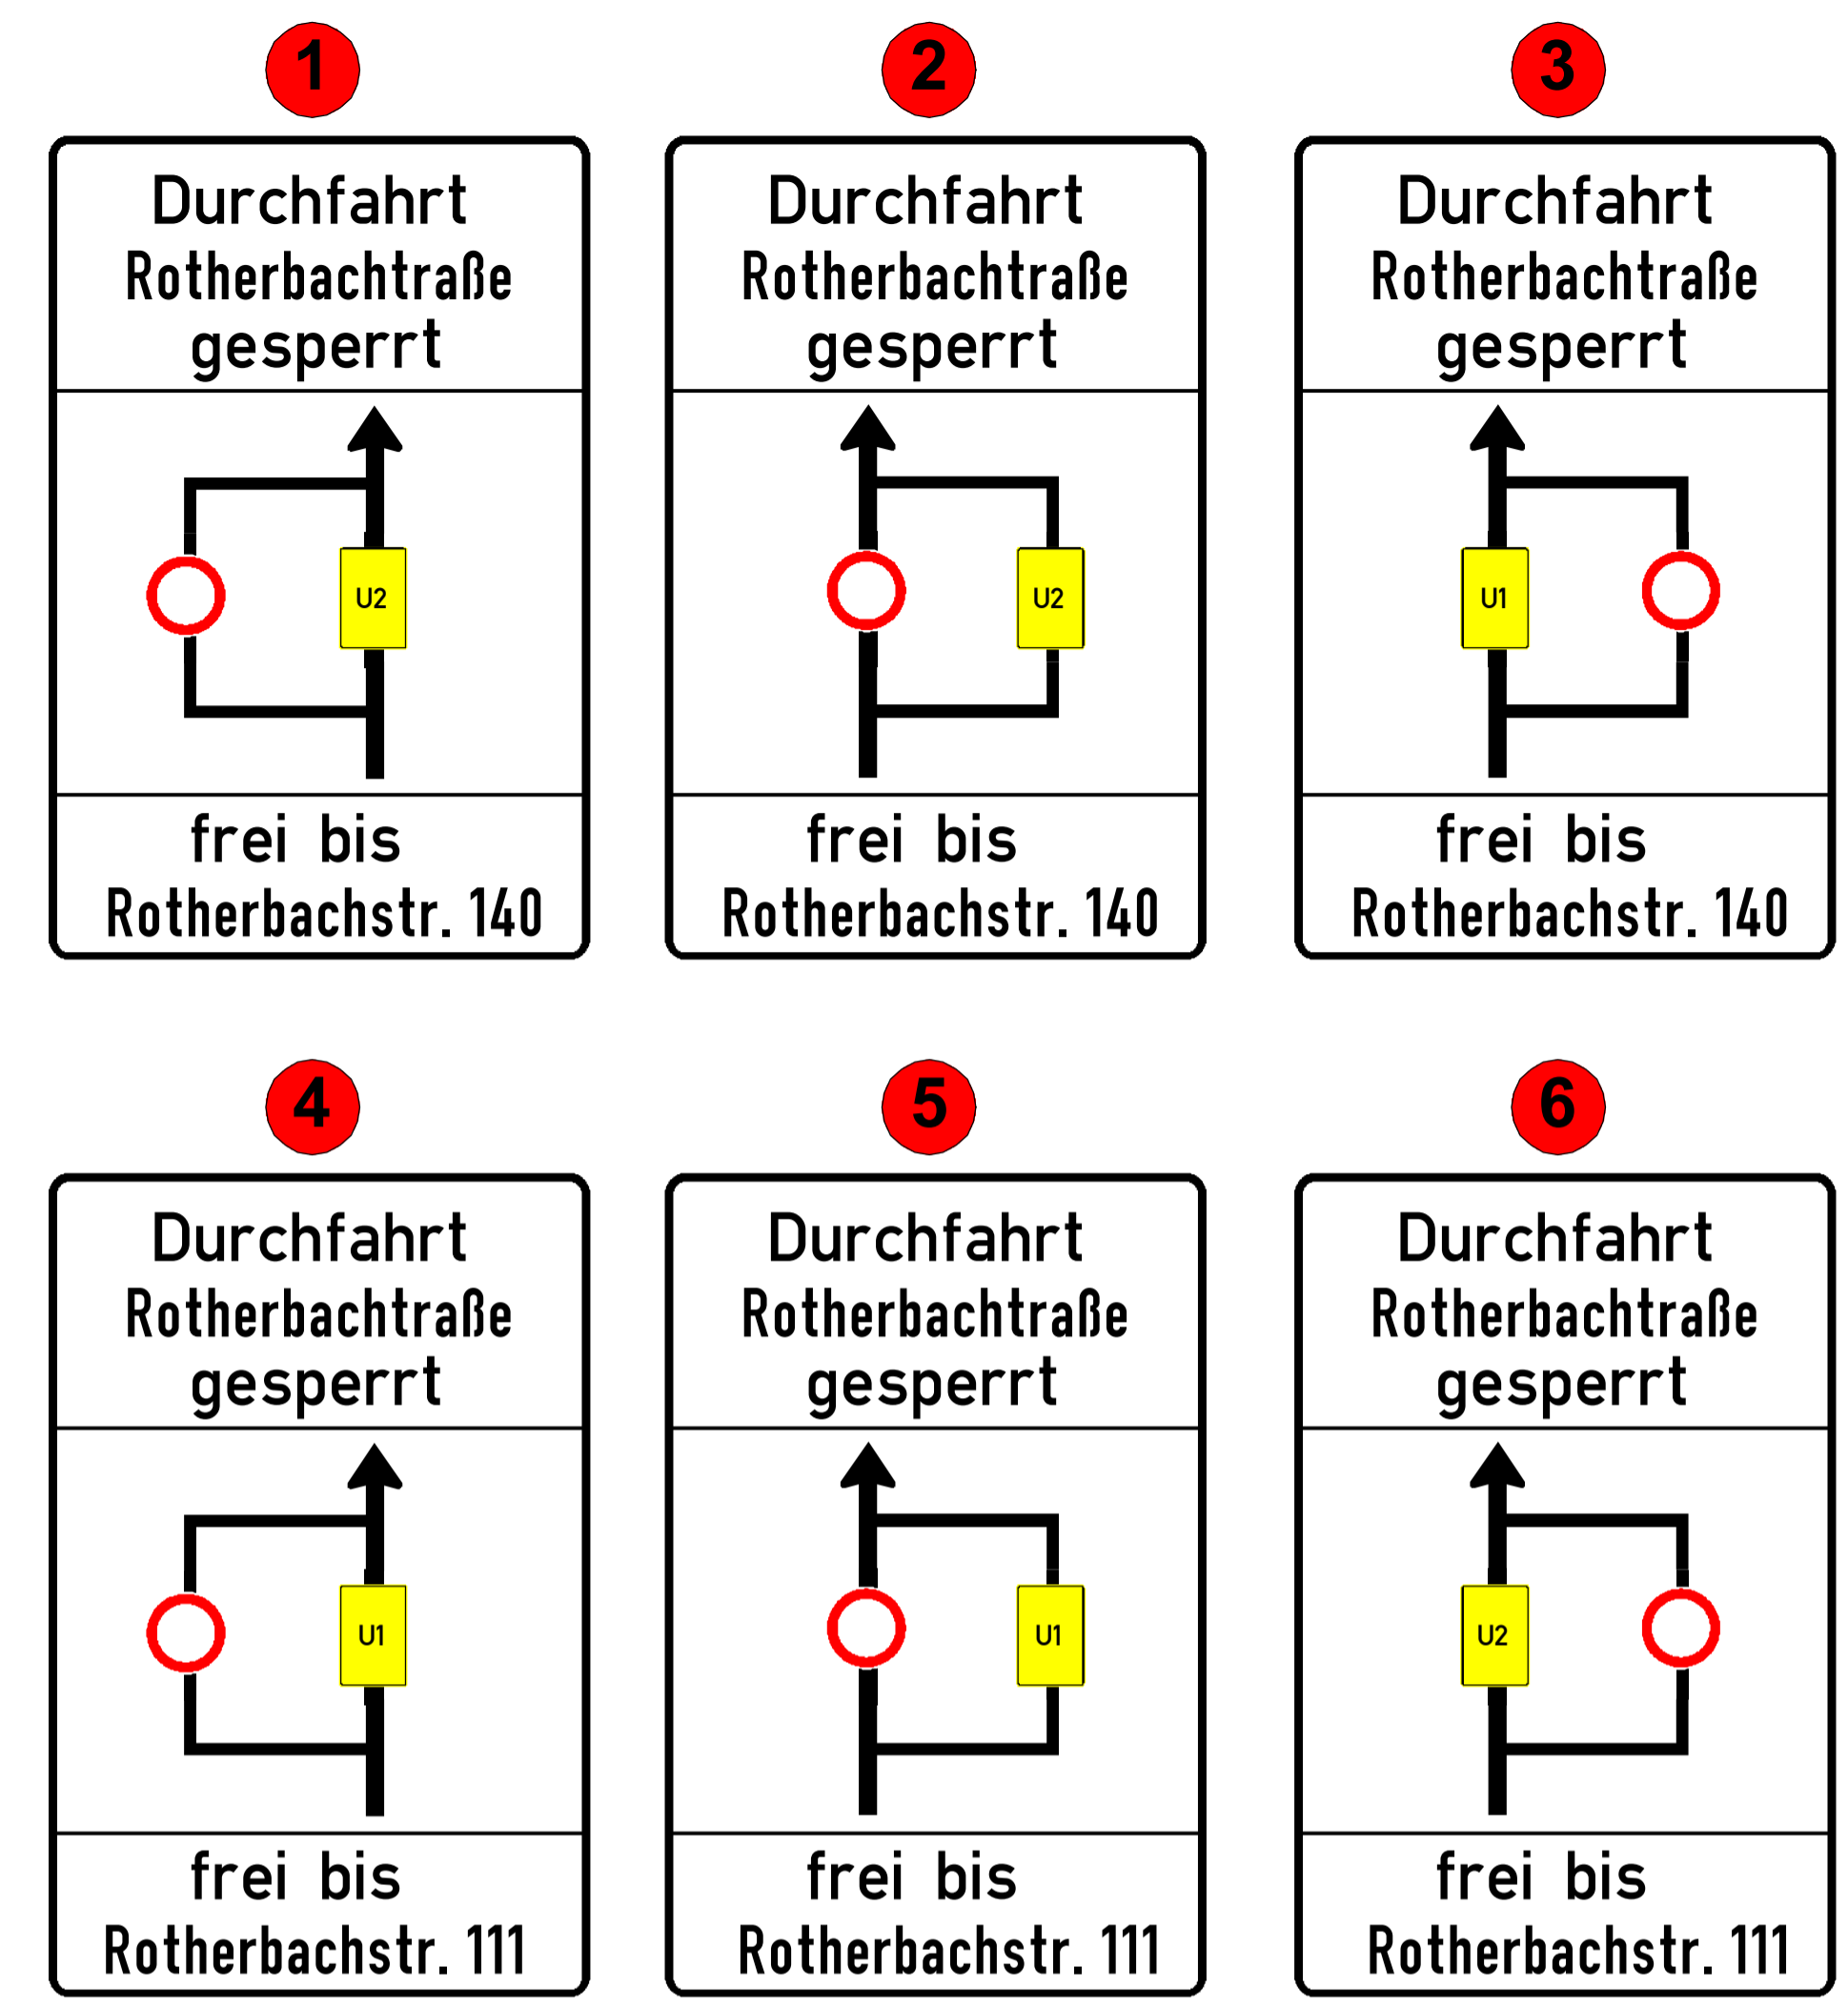 1
Durchfahrt
Rotherbachtraße
gesperrt
U2
frei bis
Rotherbachstr. 140
2
Durchfahrt
Rotherbachtraße
gesperrt
U2
frei bis
Rotherbachstr. 140
3
Durchfahrt
Rotherbachtraße
gesperrt
U1
frei bis
Rotherbachstr. 140
4
Durchfahrt
Rotherbachtraße
gesperrt
U1
frei bis
Rotherbachstr. 111
5
Durchfahrt
Rotherbachtraße
gesperrt
U1
frei bis
Rotherbachstr. 111
6
Durchfahrt
Rotherbachtraße
gesperrt
U2
frei bis
Rotherbachstr. 111